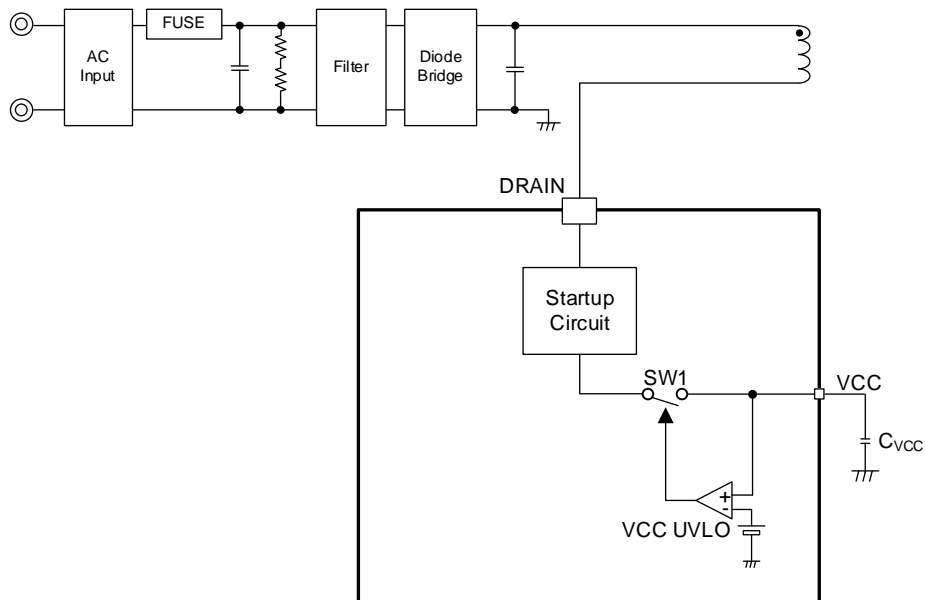 FUSE
AC
Input
Filter
Diode
Bridge
DRAIN
Startup
Circuit
SW1
VCC
CVCC
+
-
VCC UVLO